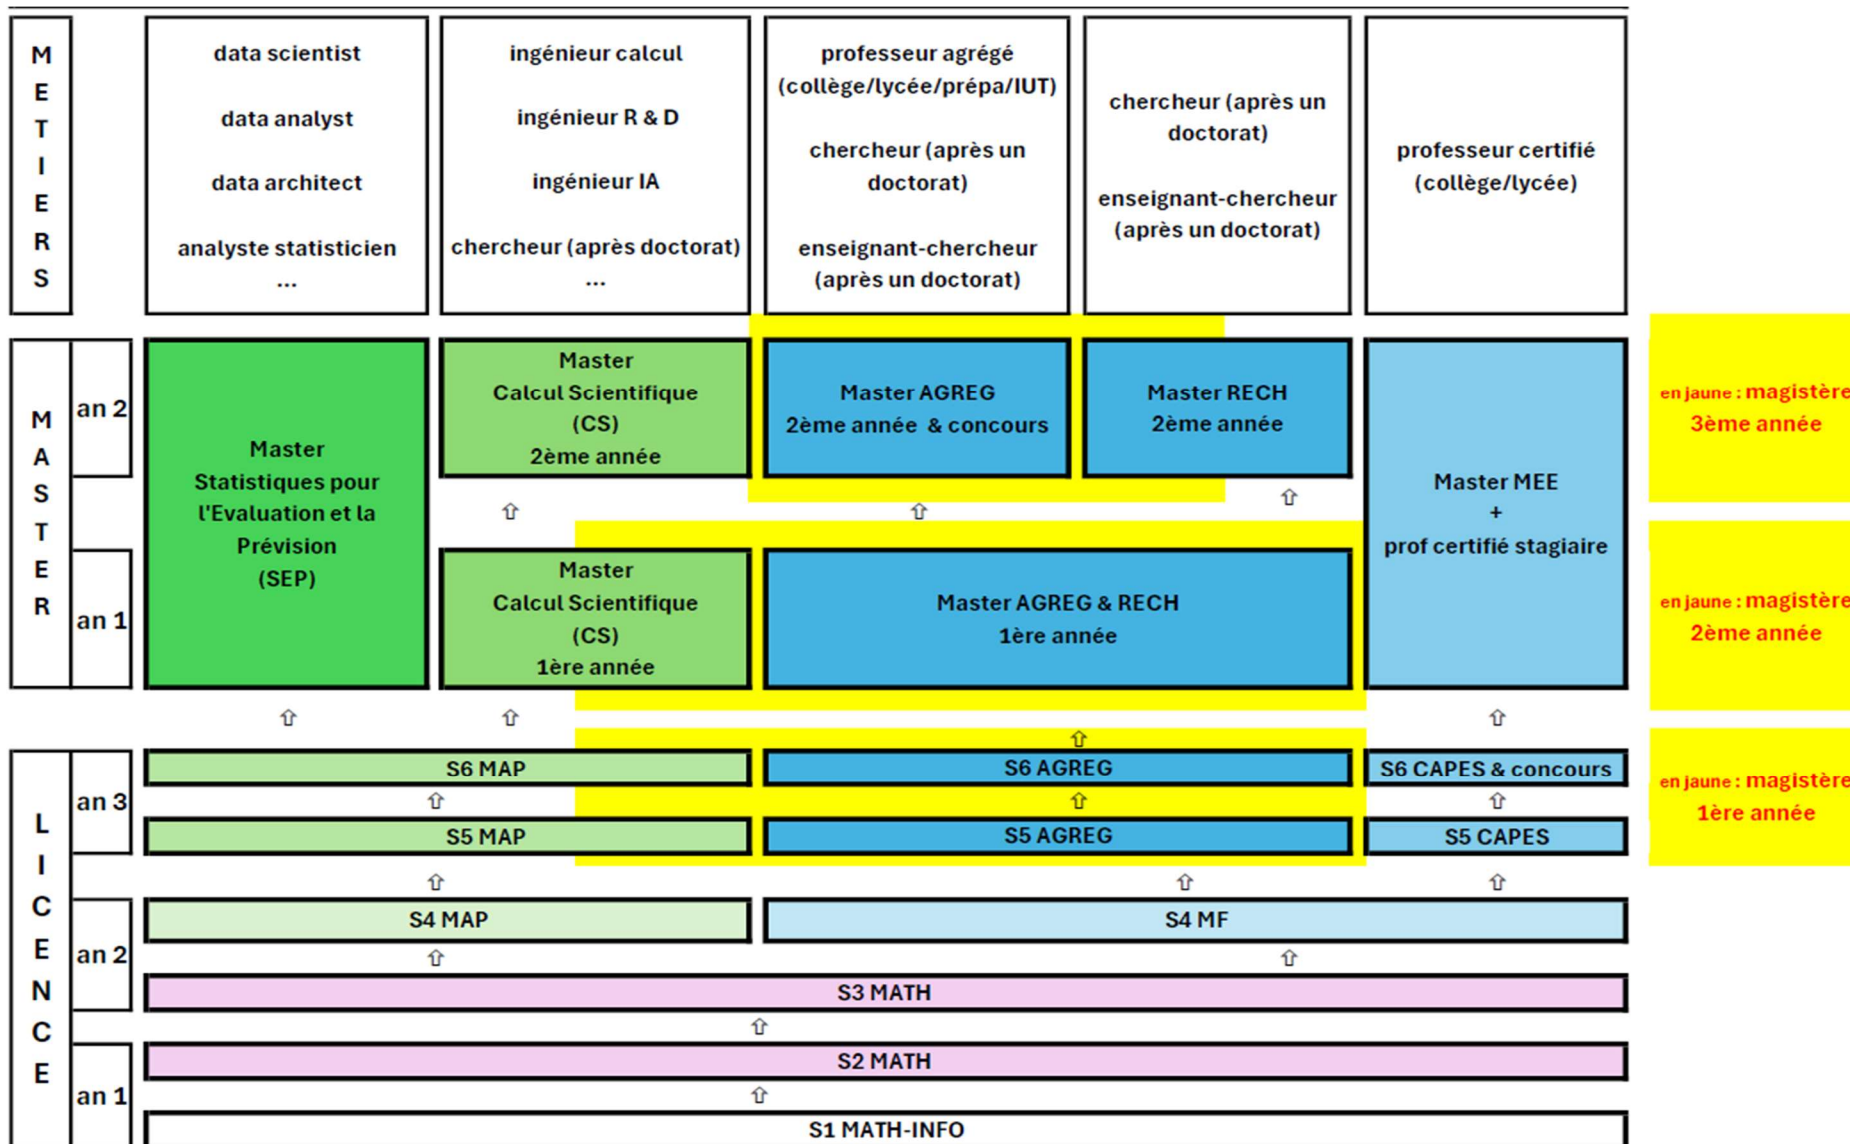 METIERS
data scientist
data analyst
data architect
analyste statisticien
...
ingénieur calcul
ingénieur R & D
ingénieur IA
chercheur (après doctorat)
...
professeur agrégé
(collège/lycée/prépa/IUT)
chercheur (après un
doctorat)
enseignant-chercheur
(après un doctorat)
chercheur (après un
doctorat)
enseignant-chercheur
(après un doctorat)
professeur certifié
(collège/lycée)
MASTER
an 2
an 1
Master
Statistiques pour
l'Evaluation et la
Prévision
(SEP)
Master
Calcul Scientifique
(CS)
2ème année
Master AGREG
2ème année & concours
Master RECH
2ème année
Master MEE
+
prof certifié stagiaire
en jaune : magistère
3ème année
Master
Calcul Scientifique
(CS)
1ère année
Master AGREG & RECH
1ère année
en jaune : magistère
2ème année
LICENCE
an 3
S6 MAP
S6 AGREG
S6 CAPES & concours
S5 MAP
S5 AGREG
S5 CAPES
en jaune : magistère
1ère année
an 2
S4 MAP
S4 MF
S3 MATH
an 1
S2 MATH
S1 MATH-INFO